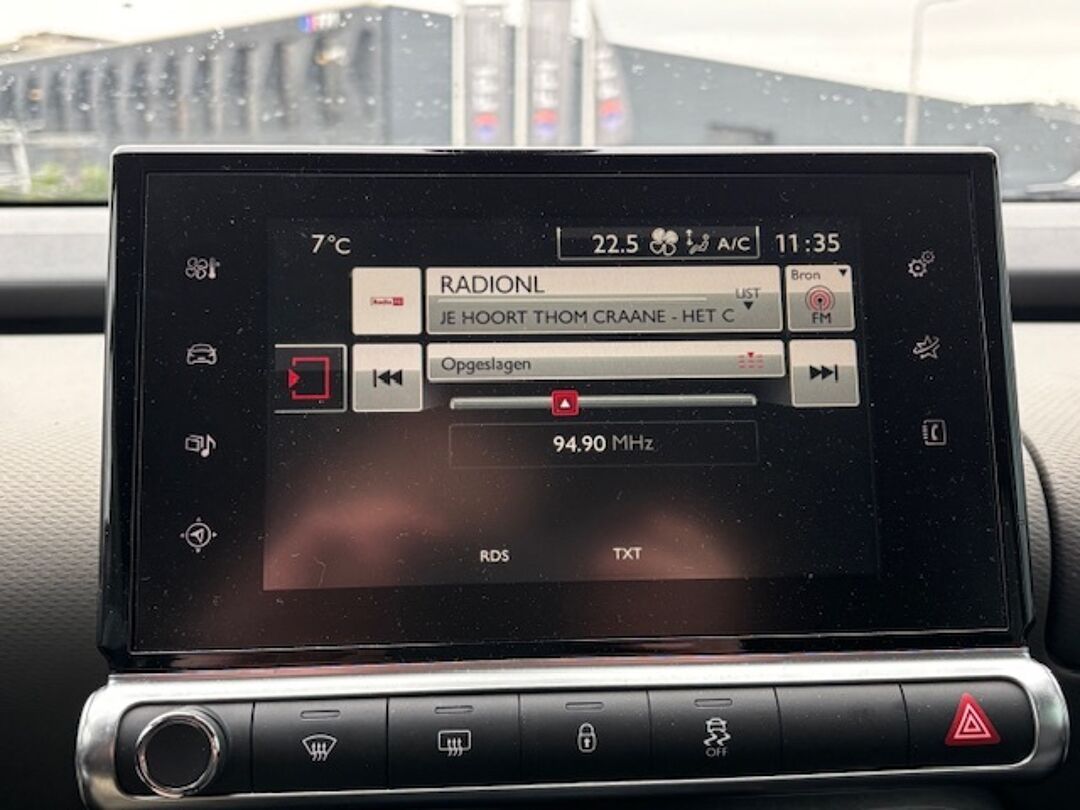 7°C
22.5 A/C 11:35
RADIONL
LIST
JE HOORT THOM CRAANE - HET C
Bron
FM
Opgeslagen
94.90 MHz
RDS TXT
OFF